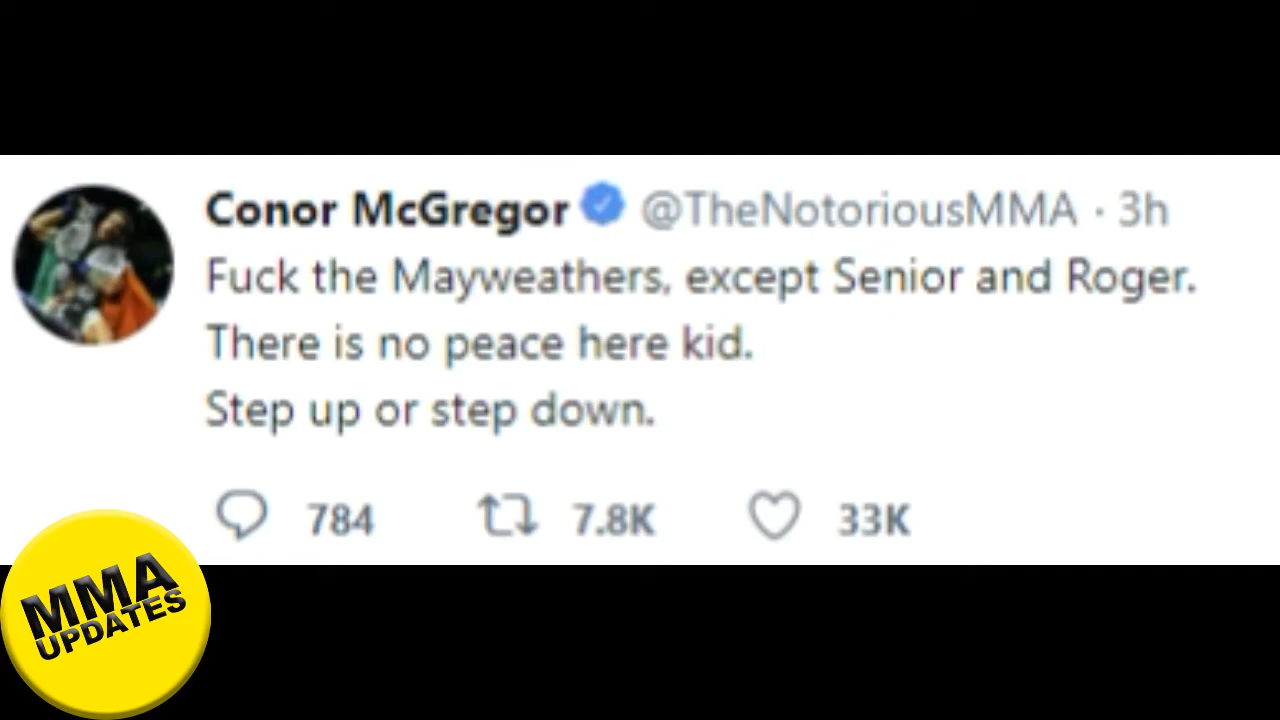 Conor McGregor @TheNotoriousMMA · 3h
Fuck the Mayweathers, except Senior and Roger.
There is no peace here kid.
Step up or step down.
784 7.8K 33K
MMA
UPDATES